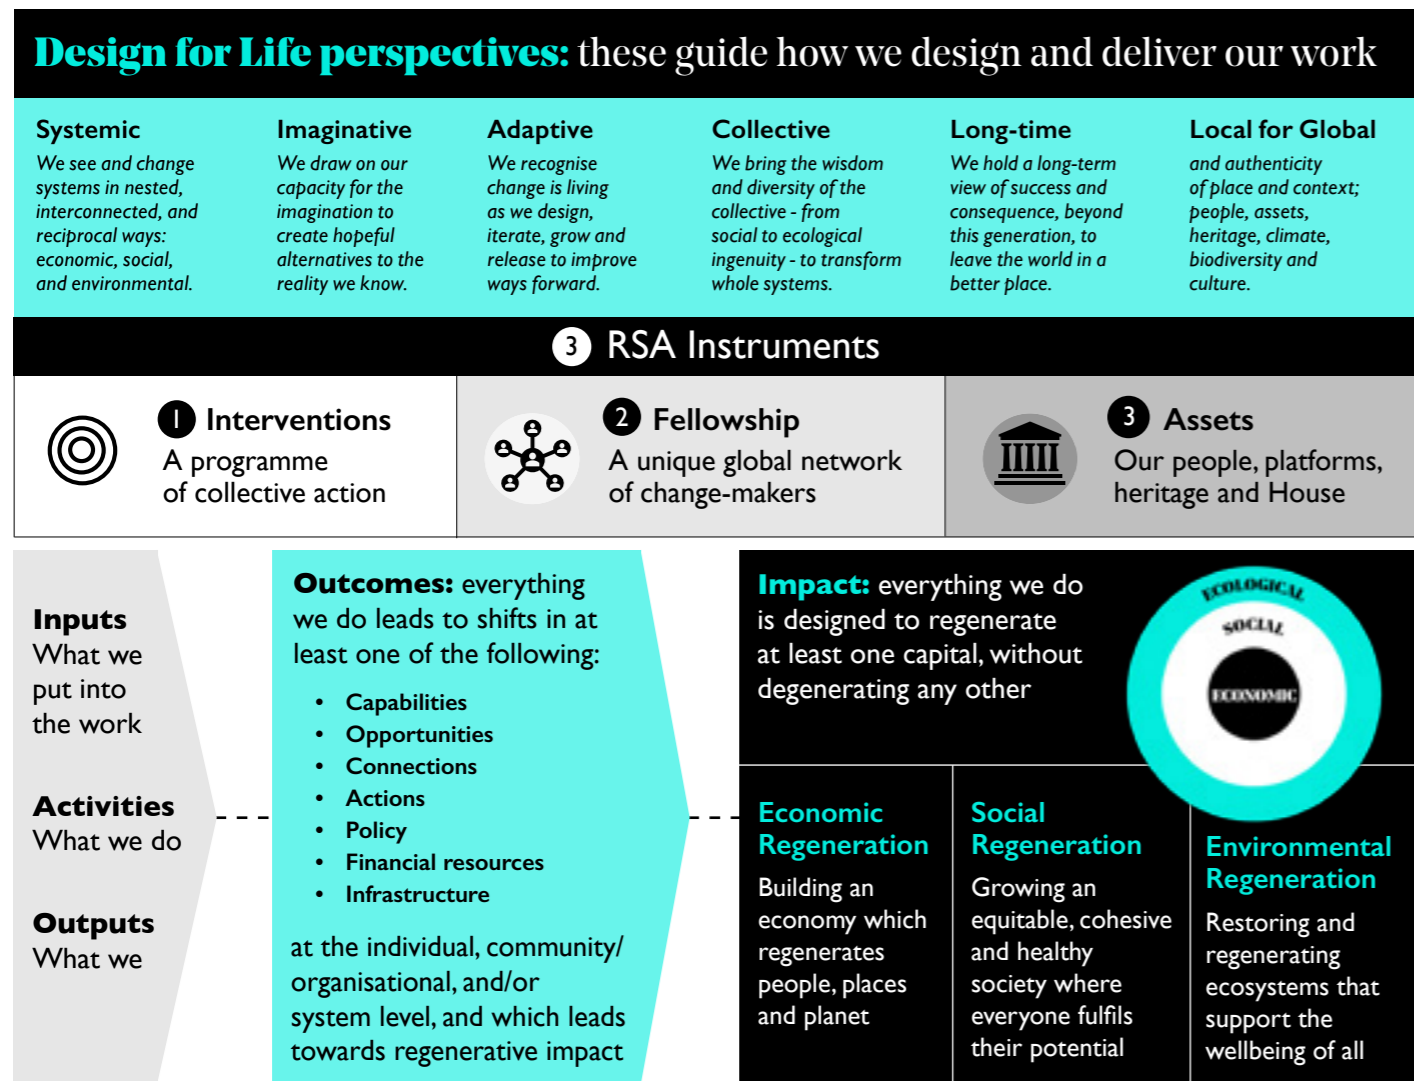 Design for Life perspectives: these guide how we design and deliver our work
Systemic
We see and change
systems in nested,
interconnected, and
reciprocal ways:
economic, social,
and environmental.
Imaginative
We draw on our
capacity for the
imagination to
create hopeful
alternatives to the
reality we know.
Adaptive
We recognise
change is living
as we design,
iterate, grow and
release to improve
ways forward.
Collective
We bring the wisdom
and diversity of the
collective - from
social to ecological
ingenuity - to transform
whole systems.
Long-time
We hold a long-term
view of success and
consequence, beyond
this generation, to
leave the world in a
better place.
Local for Global
and authenticity
of place and context;
people, assets,
heritage, climate,
biodiversity and
culture.
3 RSA Instruments
1 Interventions
A programme
of collective action
2 Fellowship
A unique global network
of change-makers
3 Assets
Our people, platforms,
heritage and House
Inputs
What we
put into
the work
Activities
What we do
Outputs
What we
Outcomes: everything
we do leads to shifts in at
least one of the following:
• Capabilities
• Opportunities
• Connections
• Actions
• Policy
• Financial resources
• Infrastructure
at the individual, community/
organisational, and/or
system level, and which leads
towards regenerative impact
Impact: everything we do
is designed to regenerate
at least one capital, without
degenerating any other
ECOLOGICAL
SOCIAL
ECONOMIC
Economic
Regeneration
Building an
economy which
regenerates
people, places
and planet
Social
Regeneration
Growing an
equitable, cohesive
and healthy
society where
everyone fulfils
their potential
Environmental
Regeneration
Restoring and
regenerating
ecosystems that
support the
wellbeing of all